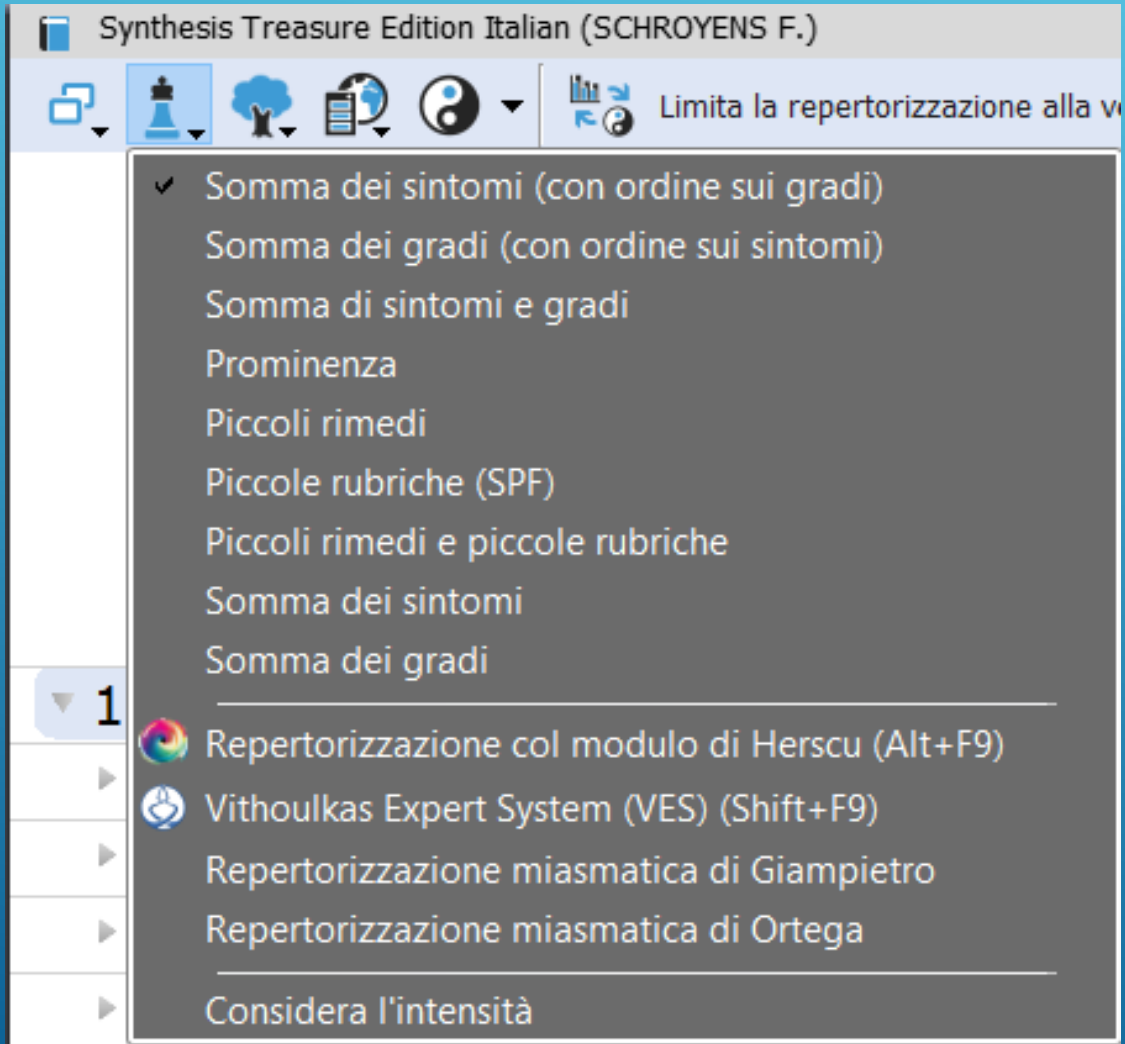 Synthesis Treasure Edition Italian (SCHROYENS F.)
Limita la repertorizzazione alla
Somma dei sintomi (con ordine sui gradi)
Somma dei gradi (con ordine sui sintomi)
Somma di sintomi e gradi
Prominenza
Piccoli rimedi
Piccole rubriche (SPF)
Piccoli rimedi e piccole rubriche
Somma dei sintomi
Somma dei gradi
1
Repertorizzazione col modulo di Herscu (Alt+F9)
Vithoulkas Expert System (VES) (Shift+F9)
Repertorizzazione miasmatica di Giampietro
Repertorizzazione miasmatica di Ortega
Considera l'intensità